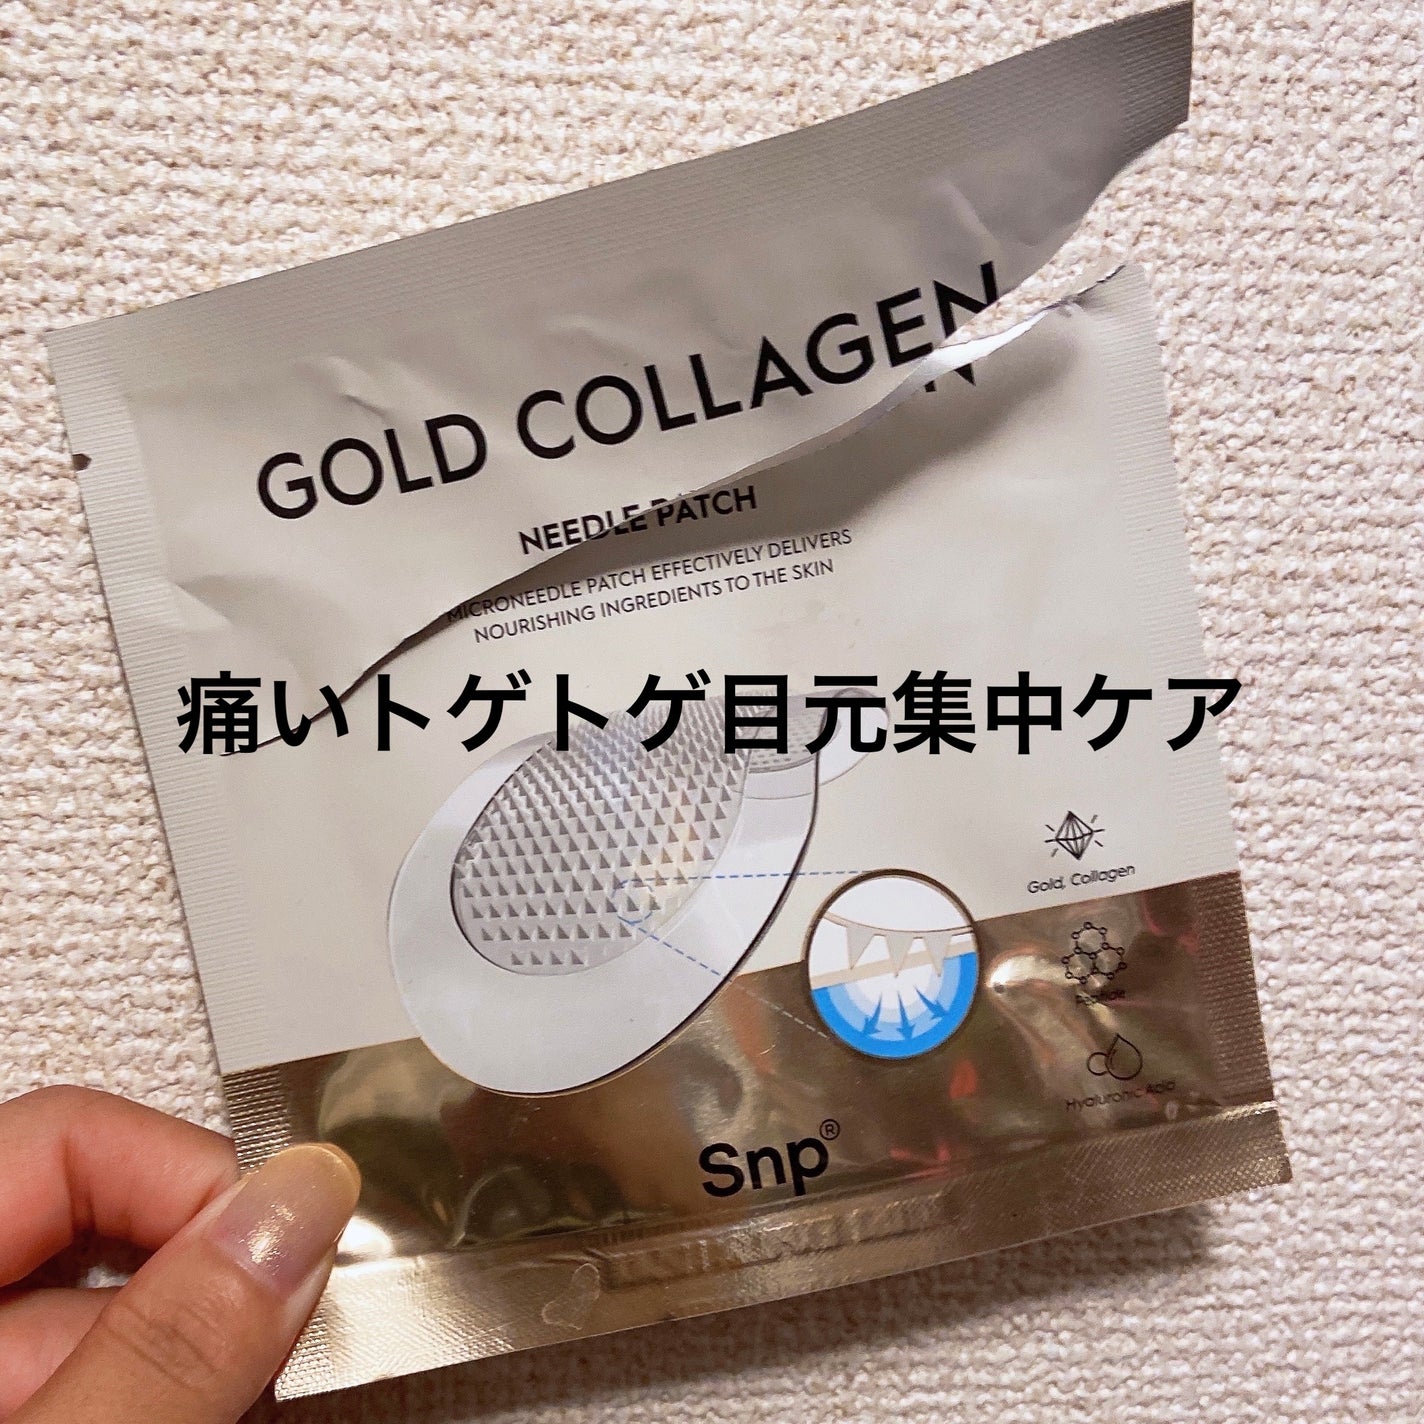 GOLD COLLAGEN
NEEDLE PATCH
MICRONEEDLE PATCH EFFECTIVELY DELIVERS
NOURISHING INGREDIENTS TO THE SKIN
痛いトゲトゲ目元集中ケア
Gold, Collagen
Peptide
Hyaluronic Acid
Snp®